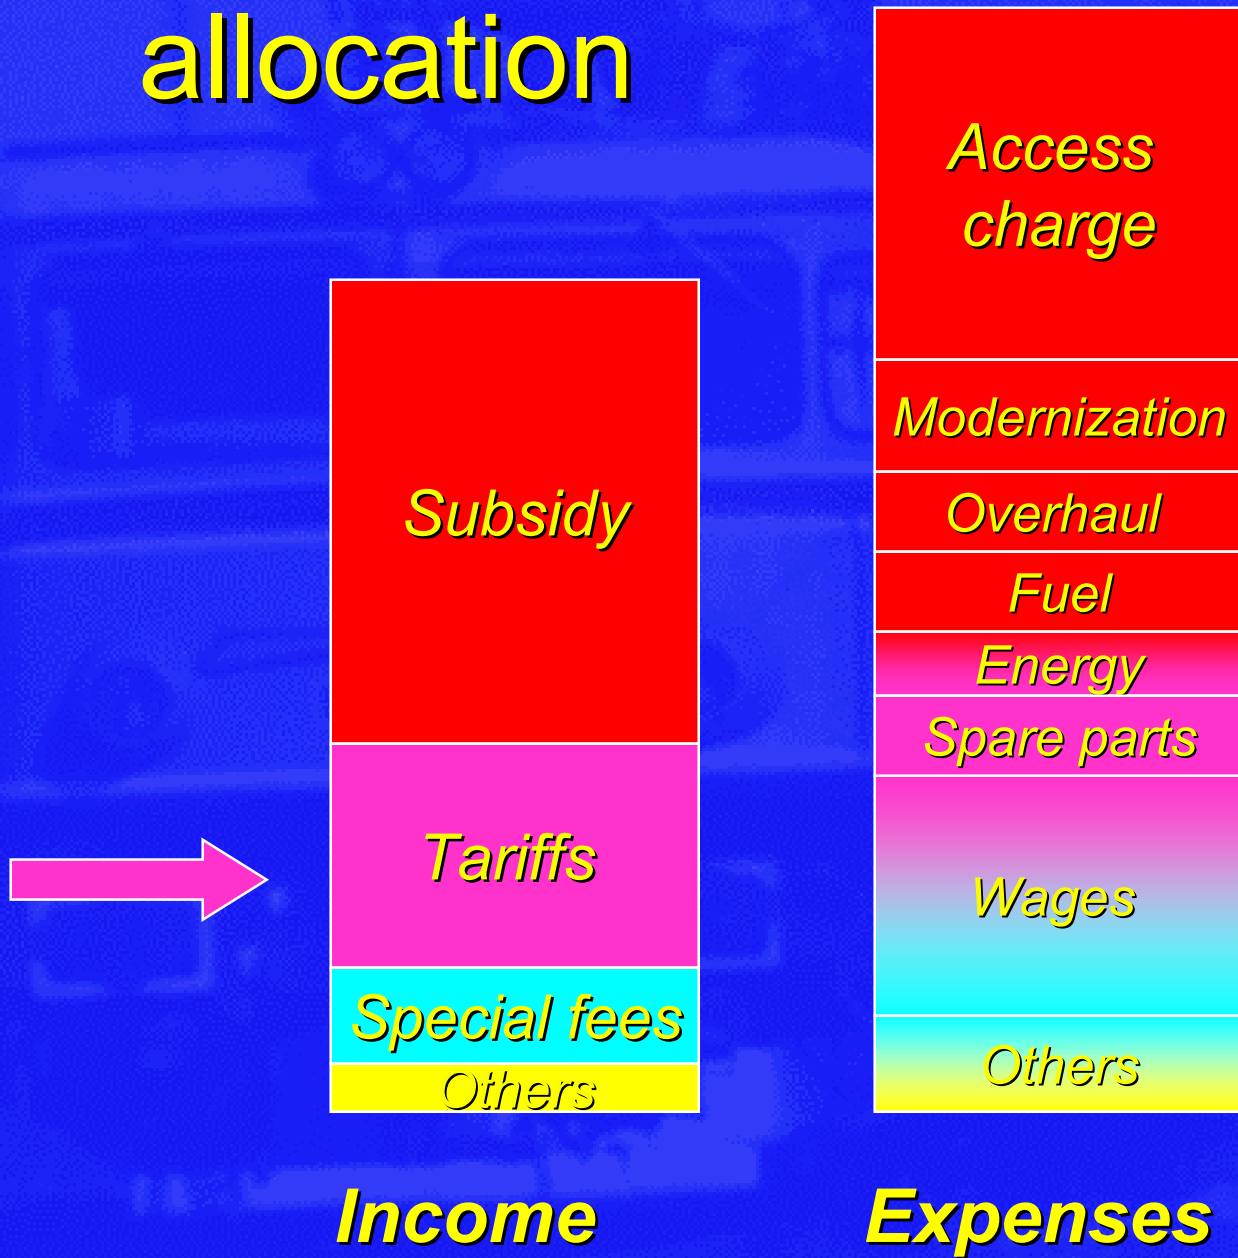 allocation
Subsidy
Tariffs
Special fees
Others
Income
Access
charge
Modernization
Overhaul
Fuel
Energy
Spare parts
Wages
Others
Expenses